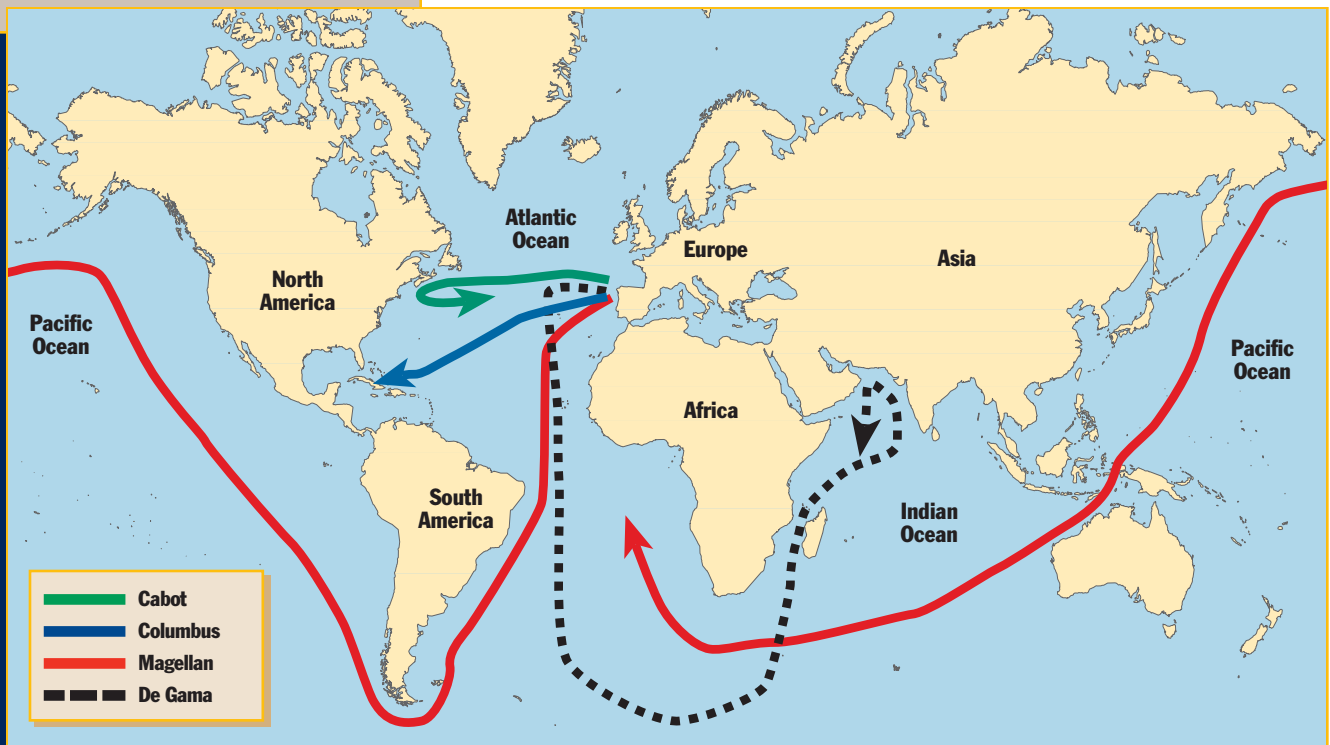 Atlantic
Ocean
Europe
Asia
North
America
Pacific
Ocean
Pacific
Ocean
Africa
South
America
Indian
Ocean
Cabot
Columbus
Magellan
De Gama